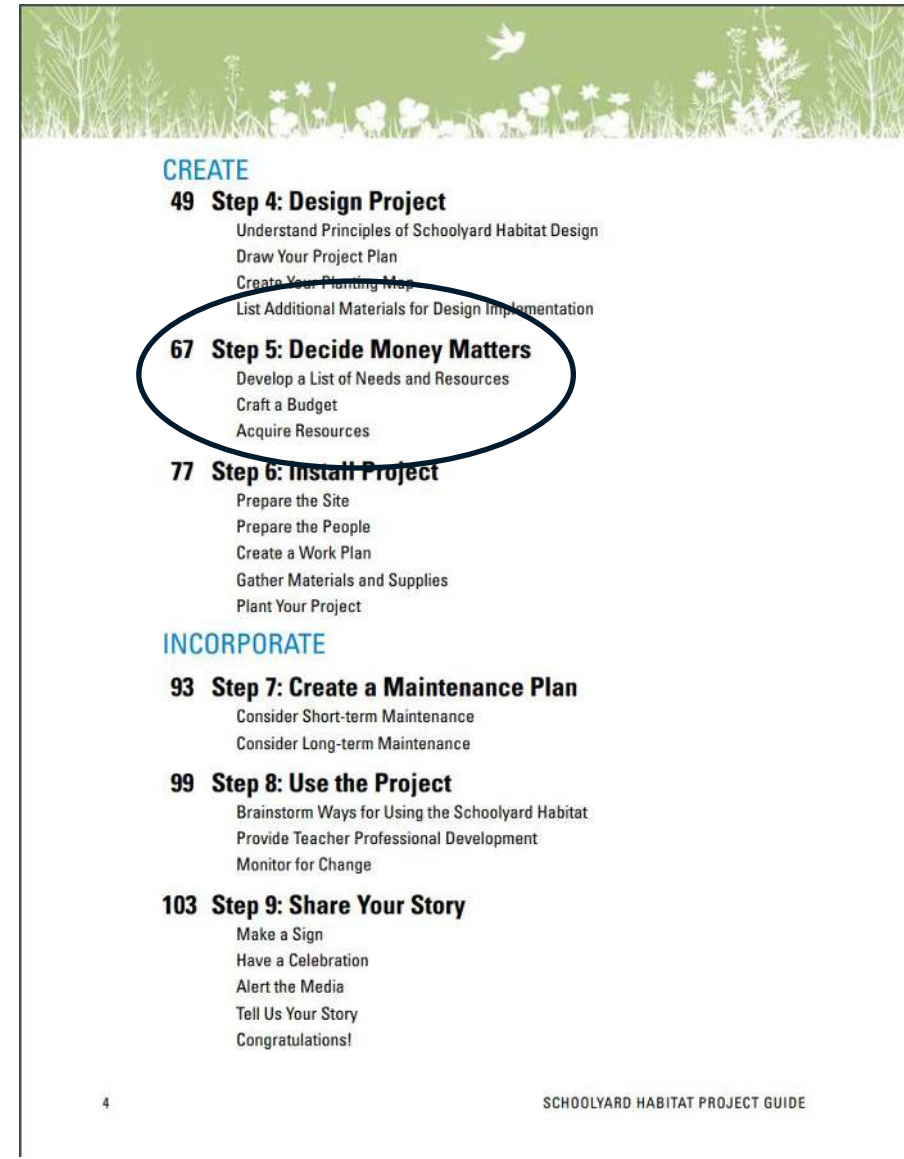 CREATE
49 Step 4: Design Project
Understand Principles of Schoolyard Habitat Design
Draw Your Project Plan
Create Your Planting Map
List Additional Materials for Design Implementation
67 Step 5: Decide Money Matters
Develop a List of Needs and Resources
Craft a Budget
Acquire Resources
77 Step 6: Install Project
Prepare the Site
Prepare the People
Create a Work Plan
Gather Materials and Supplies
Plant Your Project
INCORPORATE
93 Step 7: Create a Maintenance Plan
Consider Short-term Maintenance
Consider Long-term Maintenance
99 Step 8: Use the Project
Brainstorm Ways for Using the Schoolyard Habitat
Provide Teacher Professional Development
Monitor for Change
103 Step 9: Share Your Story
Make a Sign
Have a Celebration
Alert the Media
Tell Us Your Story
Congratulations!
4 SCHOOLYARD HABITAT PROJECT GUIDE